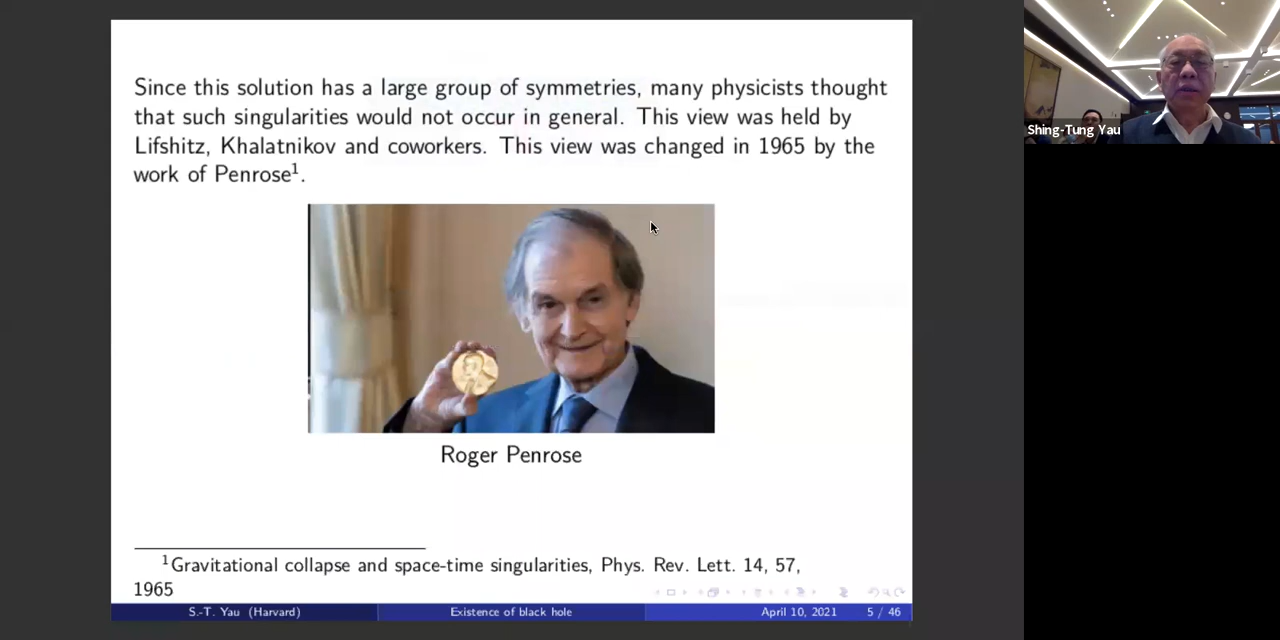 Since this solution has a large group of symmetries, many physicists thought
that such singularities would not occur in general. This view was held by
Lifshitz, Khalatnikov and coworkers. This view was changed in 1965 by the
work of Penrose¹.
Roger Penrose
¹Gravitational collapse and space-time singularities, Phys. Rev. Lett. 14, 57,
1965
S.-T. Yau (Harvard) Existence of black hole April 10, 2021 5 / 46
Shing-Tung Yau